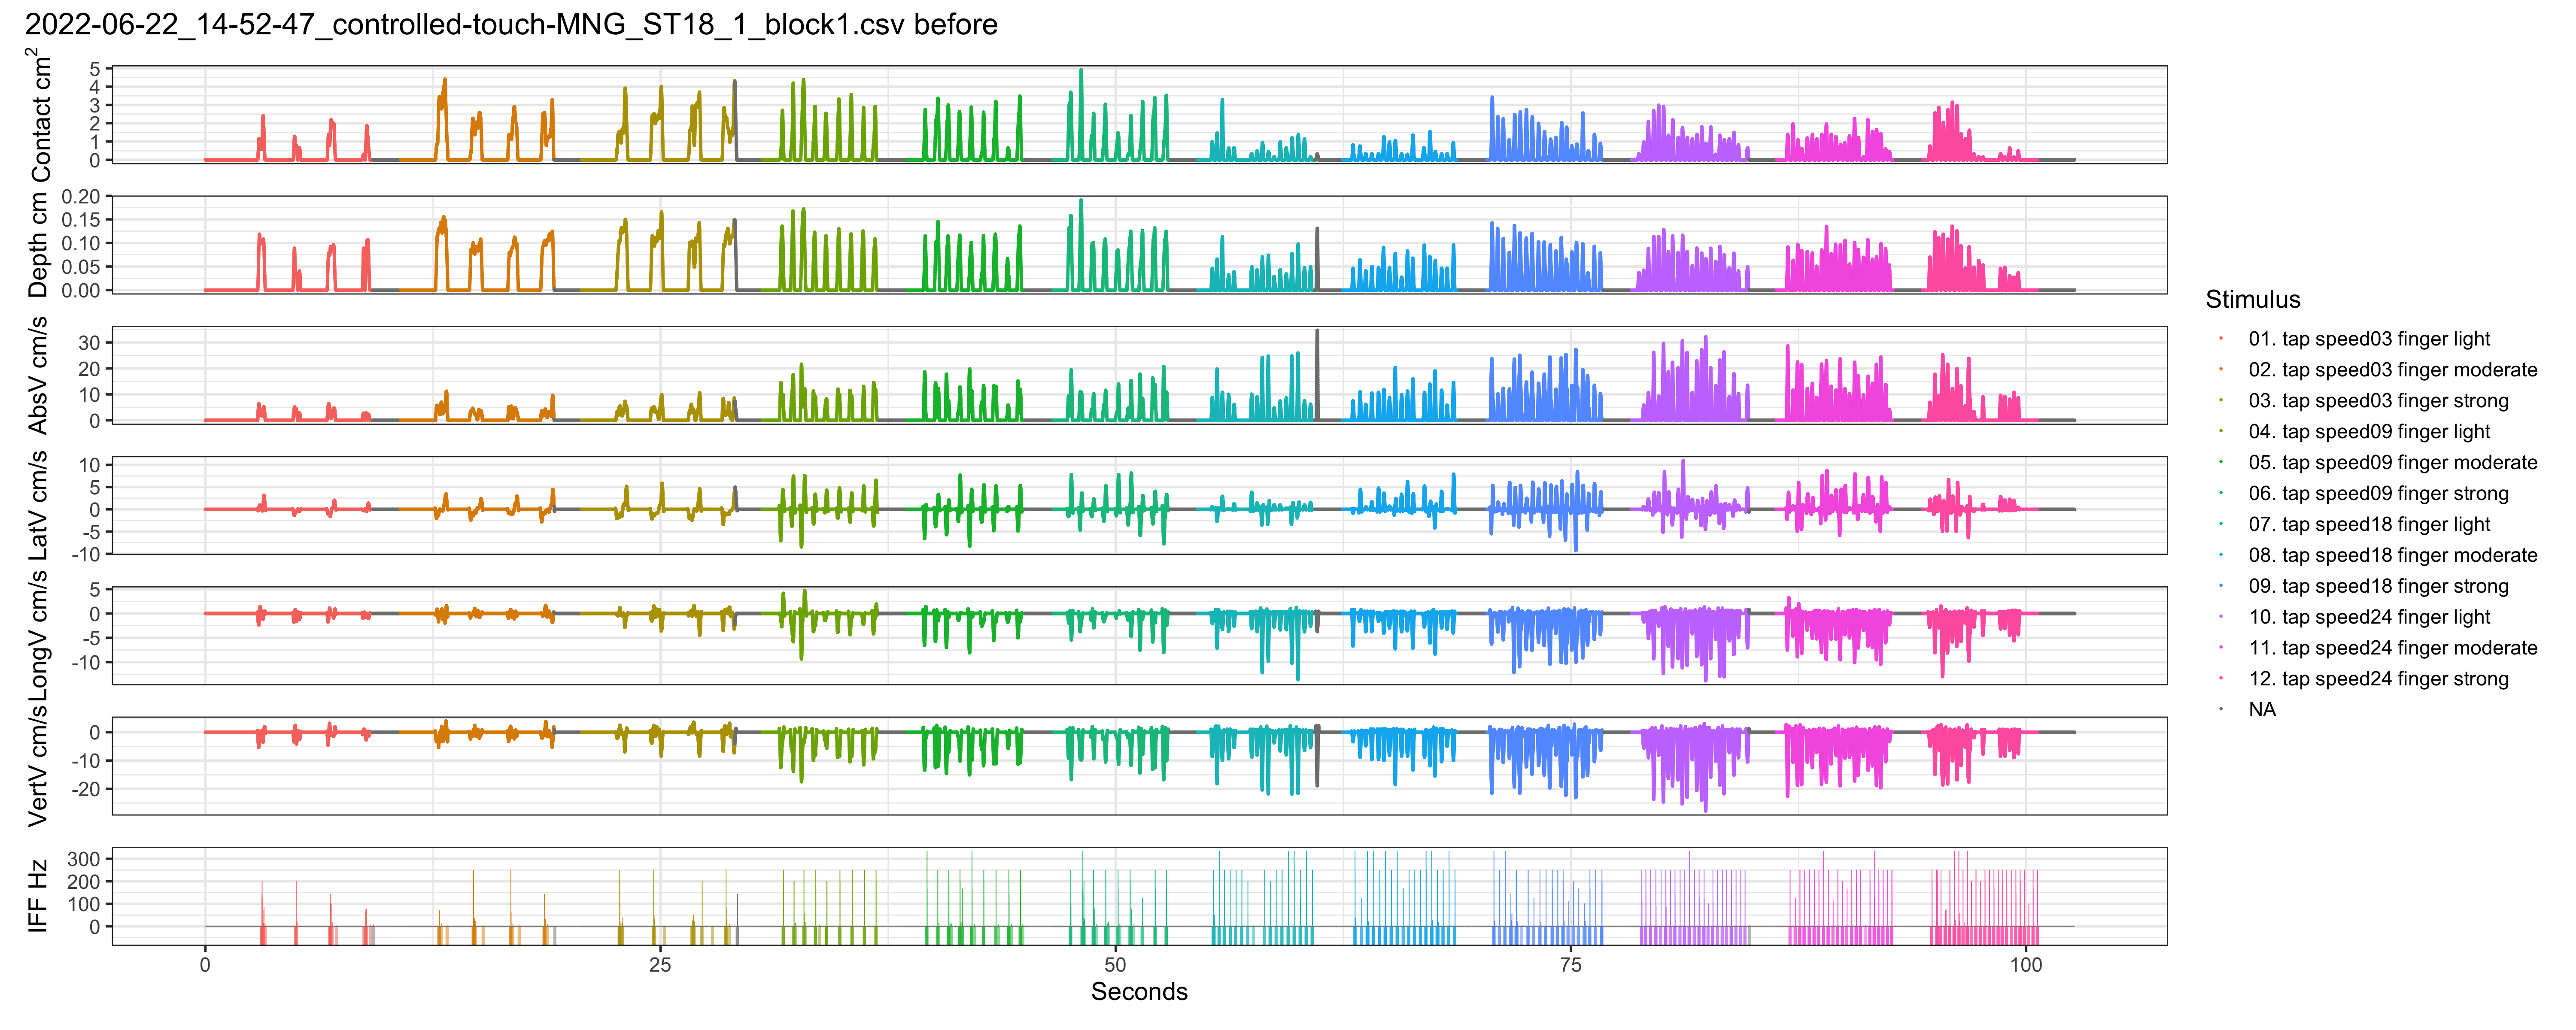 2022-06-22_14-52-47_controlled-touch-MNG_ST18_1_block1.csv before
Contact cm²
5
4
3
2
1
0
Depth cm
0.20
0.15
0.10
0.05
0.00
AbsV cm/s
30
20
10
0
LatV cm/s
10
5
0
-5
-10
LongV cm/s
5
0
-5
-10
VertV cm/s
0
-10
-20
IFF Hz
300
200
100
0
0 25 50 75 100
Seconds
Stimulus
01. tap speed03 finger light
02. tap speed03 finger moderate
03. tap speed03 finger strong
04. tap speed09 finger light
05. tap speed09 finger moderate
06. tap speed09 finger strong
07. tap speed18 finger light
08. tap speed18 finger moderate
09. tap speed18 finger strong
10. tap speed24 finger light
11. tap speed24 finger moderate
12. tap speed24 finger strong
NA